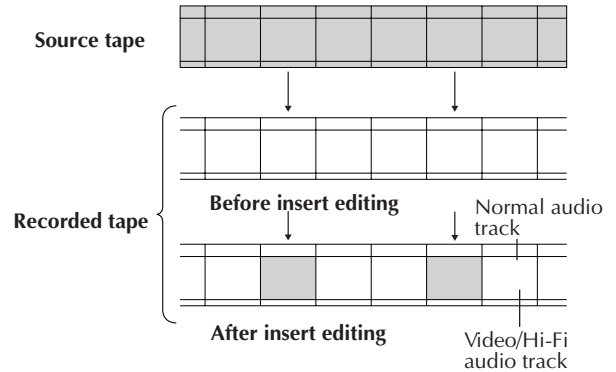 Source tape
Before insert editing
Normal audio
track
Recorded tape
After insert editing
Video/Hi-Fi
audio track